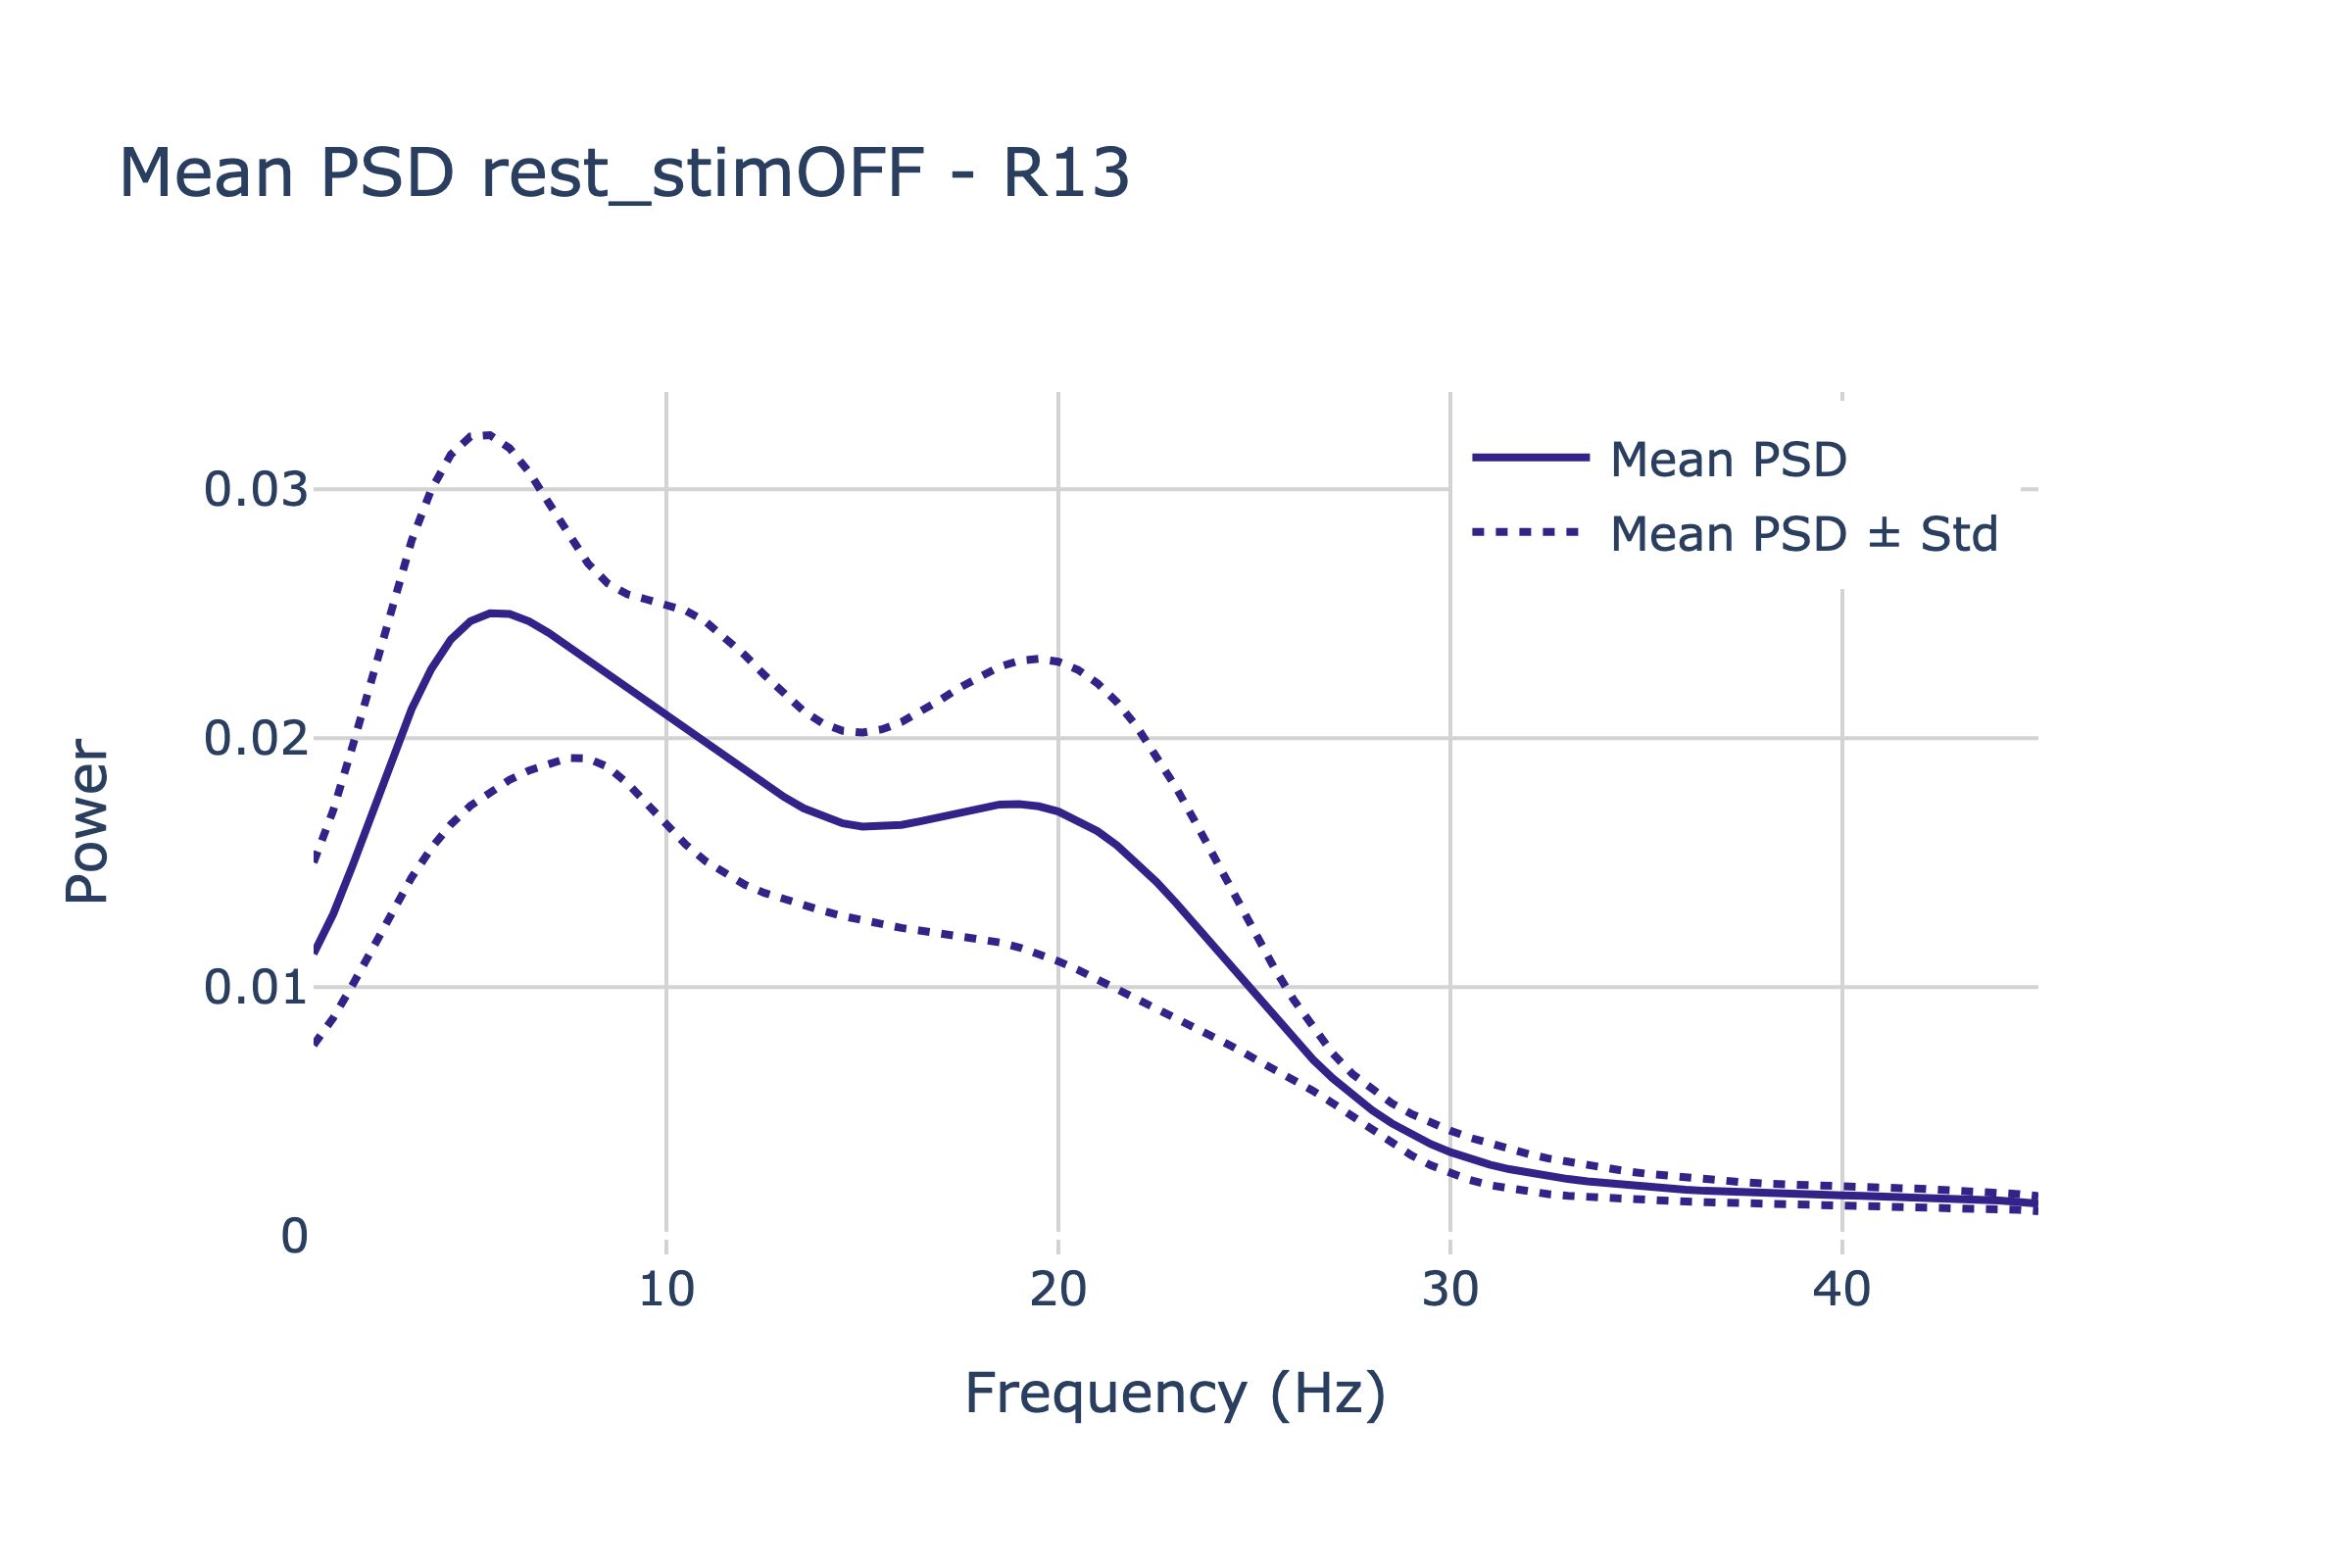 Mean PSD rest_stimOFF - R13
Mean PSD
Mean PSD ± Std
0.03
0.02
0.01
0
Power
10
20
30
40
Frequency (Hz)